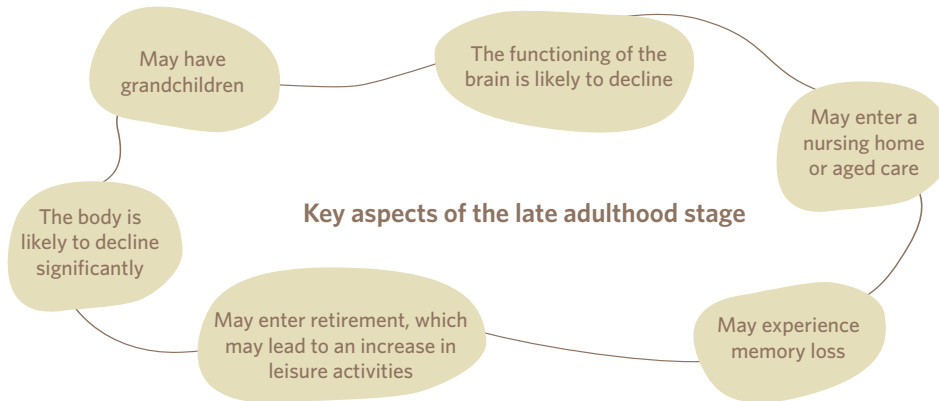 May have
grandchildren
The functioning of the
brain is likely to decline
May enter a
nursing home
or aged care
Key aspects of the late adulthood stage
The body is
likely to decline
significantly
May enter retirement, which
may lead to an increase in
leisure activities
May experience
memory loss